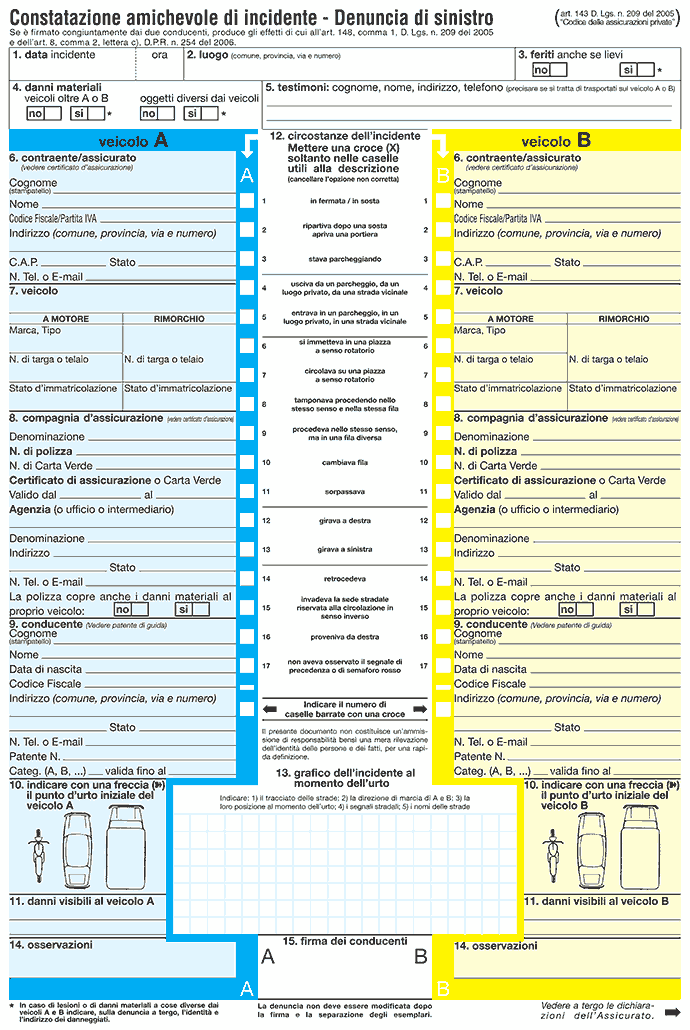 Constatazione amichevole di incidente - Denuncia di sinistro
(art. 143 D. Lgs. n. 209 del 2005
"Codice delle assicurazioni private")
Se è firmato congiuntamente dai due conducenti, produce gli effetti di cui all'art. 148, comma 1, D. Lgs. n. 209 del 2005
e dell'art. 8, comma 2, lettera c), D.P.R. n. 254 del 2006.
1. data incidente ora 2. luogo (comune, provincia, via e numero) 3. feriti anche se lievi
no si *
4. danni materiali
veicoli oltre A o B oggetti diversi dai veicoli
no si * no si *
5. testimoni: cognome, nome, indirizzo, telefono (precisare se si tratta di trasportati sul veicolo A o B)
veicolo A
A
6. contraente/assicurato
(vedere certificato d'assicurazione)
Cognome
(stampatello)
Nome
Codice Fiscale/Partita IVA
Indirizzo (comune, provincia, via e numero)
C.A.P. Stato
N. Tel. o E-mail
7. veicolo
A MOTORE RIMORCHIO
Marca, Tipo
N. di targa o telaio N. di targa o telaio
Stato d'immatricolazione Stato d'immatricolazione
8. compagnia d'assicurazione (vedere certificato d'assicurazione)
Denominazione
N. di polizza
N. di Carta Verde
Certificato di assicurazione o Carta Verde
Valido dal al
Agenzia (o ufficio o intermediario)
Denominazione
Indirizzo
Stato
N. Tel. o E-mail
La polizza copre anche i danni materiali al
proprio veicolo: no si
9. conducente (Vedere patente di guida)
Cognome
(stampatello)
Nome
Data di nascita
Codice Fiscale
Indirizzo (comune, provincia, via e numero)
Stato
N. Tel. o E-mail
Patente N.
Categ. (A, B, ...) valida fino al
10. indicare con una freccia (➨)
il punto d'urto iniziale del
veicolo A
11. danni visibili al veicolo A
14. osservazioni
A
12. circostanze dell'incidente
Mettere una croce (X)
soltanto nelle caselle
utili alla descrizione
(cancellare l'opzione non corretta)
1 in fermata / in sosta 1
2 ripartiva dopo una sosta 2
apriva una portiera
3 stava parcheggiando 3
4 usciva da un parcheggio, da un 4
luogo privato, da una strada vicinale
5 entrava in un parcheggio, in un 5
luogo privato, in una strada vicinale
6 si immetteva in una piazza 6
a senso rotatorio
7 circolava su una piazza 7
a senso rotatorio
8 tamponava procedendo nello 8
stesso senso e nella stessa fila
9 procedeva nello stesso senso, 9
ma in una fila diversa
10 cambiava fila 10
11 sorpassava 11
12 girava a destra 12
13 girava a sinistra 13
14 retrocedeva 14
15 invadeva la sede stradale 15
riservata alla circolazione in
senso inverso
16 proveniva da destra 16
17 non aveva osservato il segnale di 17
precedenza o di semaforo rosso
Indicare il numero di
caselle barrate con una croce
Il presente documento non costituisce un'ammis-
sione di responsabilità bensì una mera rilevazione
dell'identità delle persone e dei fatti, per una rapi-
da definizione.
13. grafico dell'incidente al
momento dell'urto
Indicare: 1) il tracciato delle strade; 2) la direzione di marcia di A e B; 3) la
loro posizione al momento dell'urto; 4) i segnali stradali; 5) i nomi delle strade
15. firma dei conducenti
A B
veicolo B
B
6. contraente/assicurato
(vedere certificato d'assicurazione)
Cognome
(stampatello)
Nome
Codice Fiscale/Partita IVA
Indirizzo (comune, provincia, via e numero)
C.A.P. Stato
N. Tel. o E-mail
7. veicolo
A MOTORE RIMORCHIO
Marca, Tipo
N. di targa o telaio N. di targa o telaio
Stato d'immatricolazione Stato d'immatricolazione
8. compagnia d'assicurazione (vedere certificato d'assicurazione)
Denominazione
N. di polizza
N. di Carta Verde
Certificato di assicurazione o Carta Verde
Valido dal al
Agenzia (o ufficio o intermediario)
Denominazione
Indirizzo
Stato
N. Tel. o E-mail
La polizza copre anche i danni materiali al
proprio veicolo: no si
9. conducente (Vedere patente di guida)
Cognome
(stampatello)
Nome
Data di nascita
Codice Fiscale
Indirizzo (comune, provincia, via e numero)
Stato
N. Tel. o E-mail
Patente N.
Categ. (A, B, ...) valida fino al
10. indicare con una freccia (➨)
il punto d'urto iniziale del
veicolo B
11. danni visibili al veicolo B
14. osservazioni
B
* In caso di lesioni o di danni materiali a cose diverse dai
veicoli A e B indicare, sulla denuncia a tergo, l'identità e
l'indirizzo dei danneggiati.
La denuncia non deve essere modificata dopo
la firma e la separazione degli esemplari.
Vedere a tergo le dichiara-
zioni dell'Assicurato.